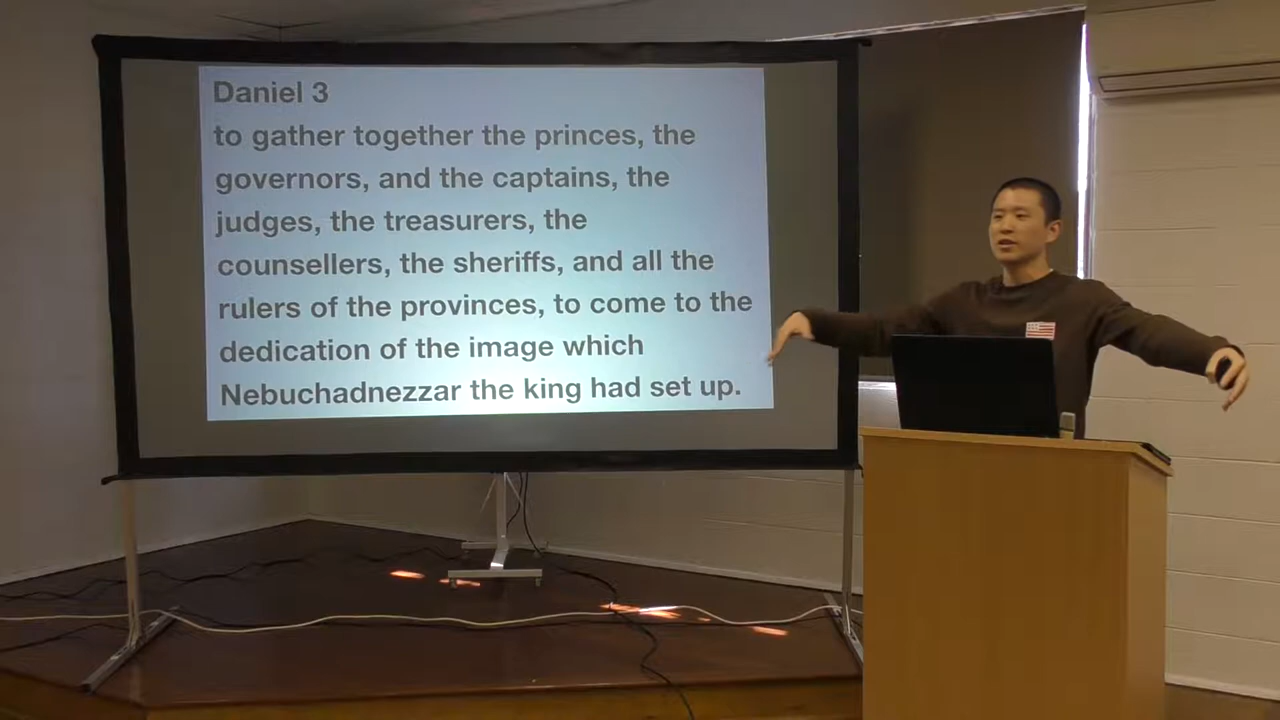 Daniel 3
to gather together the princes, the
governors, and the captains, the
judges, the treasurers, the
counsellers, the sheriffs, and all the
rulers of the provinces, to come to the
dedication of the image which
Nebuchadnezzar the king had set up.